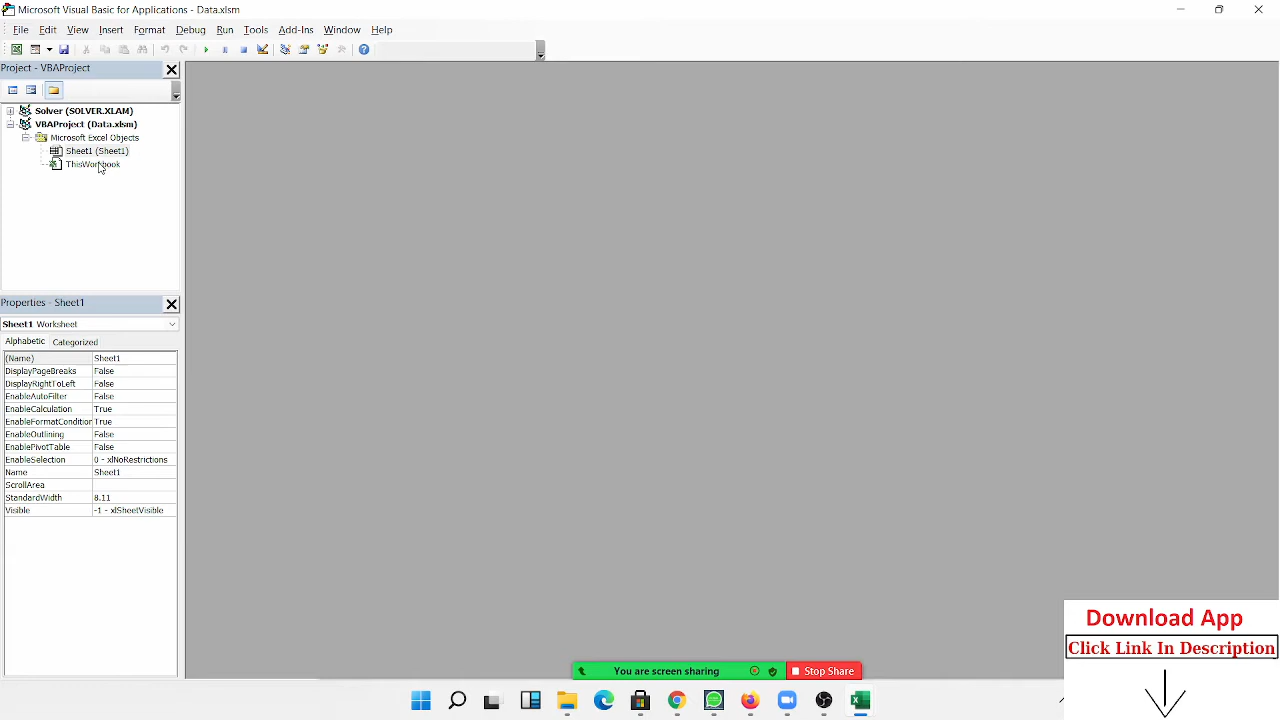 Microsoft Visual Basic for Applications - Data.xlsm
File Edit View Insert Format Debug Run Tools Add-Ins Window Help
Project - VBAProject
Solver (SOLVER.XLAM)
VBAProject (Data.xlsm)
Microsoft Excel Objects
Sheet1 (Sheet1)
ThisWorkbook
Properties - Sheet1
Sheet1 Worksheet
Alphabetic Categorized
(Name) Sheet1
DisplayPageBreaks False
DisplayRightToLeft False
EnableAutoFilter False
EnableCalculation True
EnableFormatCondition True
EnableOutlining False
EnablePivotTable False
EnableSelection 0 - xlNoRestrictions
Name Sheet1
ScrollArea
StandardWidth 8.11
Visible -1 - xlSheetVisible
You are screen sharing Stop Share
Download App
Click Link In Description